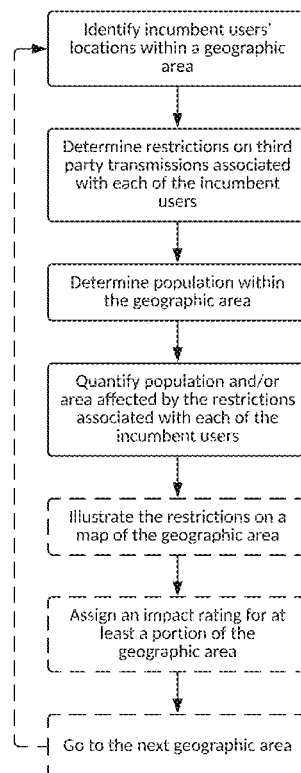 Identify incumbent users'
locations within a geographic
area
Determine restrictions on third
party transmissions associated
with each of the incumbent
users
Determine population within
the geographic area
Quantify population and/or
area affected by the restrictions
associated with each of the
incumbent users
Illustrate the restrictions on a
map of the geographic area
Assign an impact rating for at
least a portion of the
geographic area
Go to the next geographic area